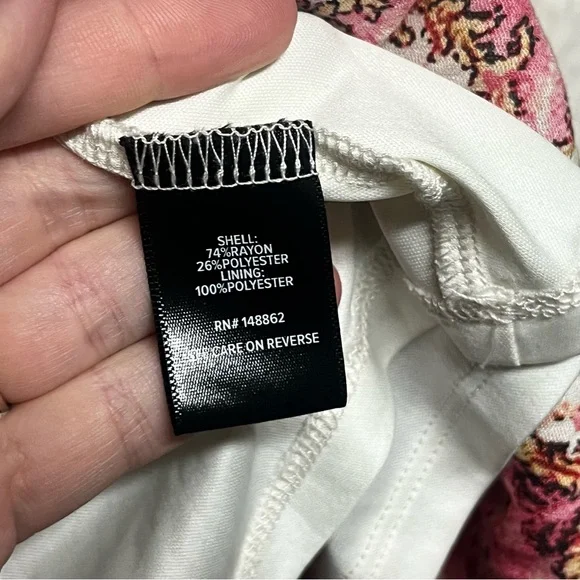 SHELL:
74%RAYON
26%POLYESTER
LINING:
100%POLYESTER
RN# 148862
CARE ON REVERSE